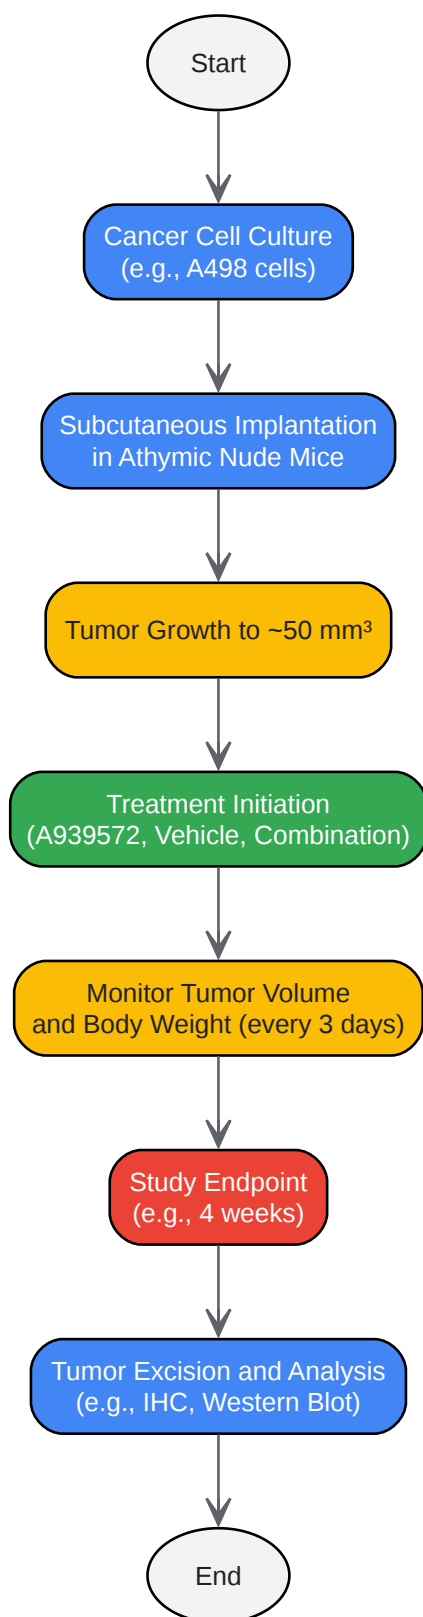 Start
Cancer Cell Culture
(e.g., A498 cells)
Subcutaneous Implantation
in Athymic Nude Mice
Tumor Growth to ~50 mm³
Treatment Initiation
(A939572, Vehicle, Combination)
Monitor Tumor Volume
and Body Weight (every 3 days)
Study Endpoint
(e.g., 4 weeks)
Tumor Excision and Analysis
(e.g., IHC, Western Blot)
End